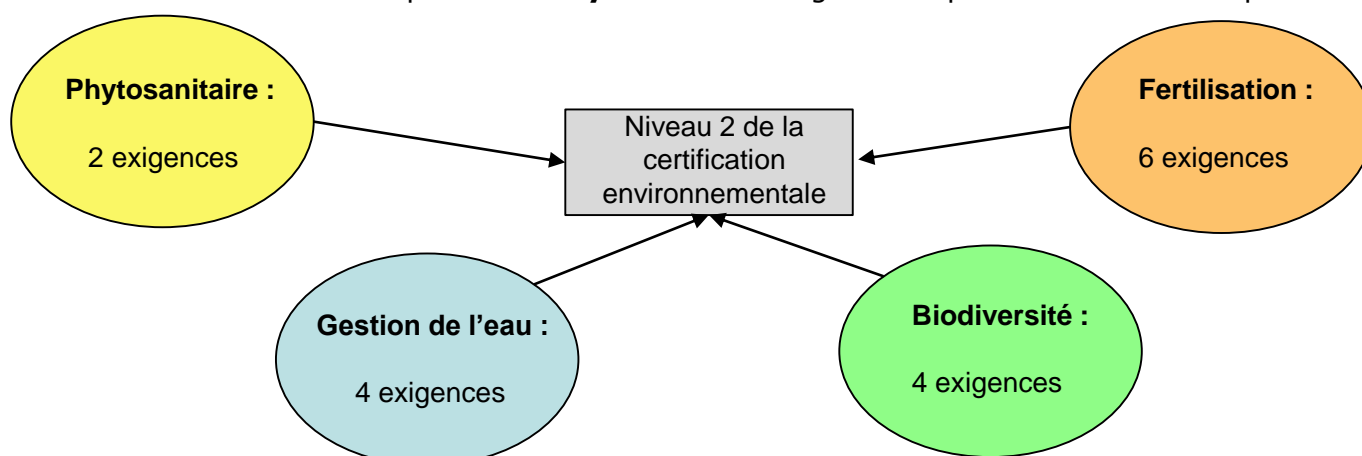 Phytosanitaire :
2 exigences
Niveau 2 de la
certification
environnementale
Fertilisation :
6 exigences
Gestion de l'eau :
4 exigences
Biodiversité :
4 exigences